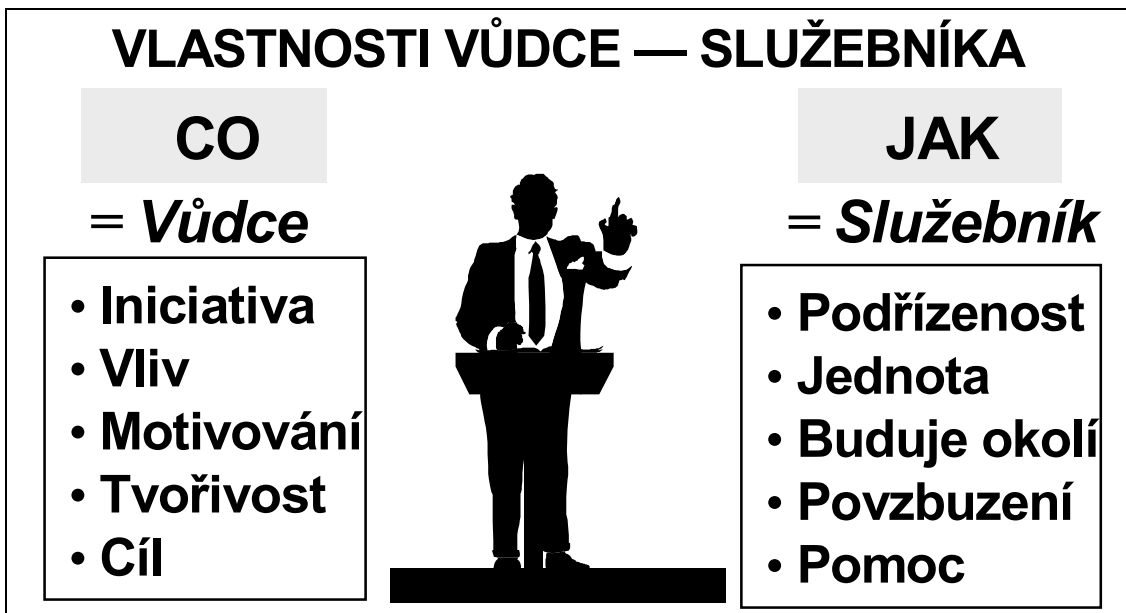 VLASTNOSTI VŮDCE — SLUŽEBNÍKA
CO
= Vůdce
• Iniciativa
• Vliv
• Motivování
• Tvořivost
• Cíl
JAK
= Služebník
• Podřízenost
• Jednota
• Buduje okolí
• Povzbuzení
• Pomoc